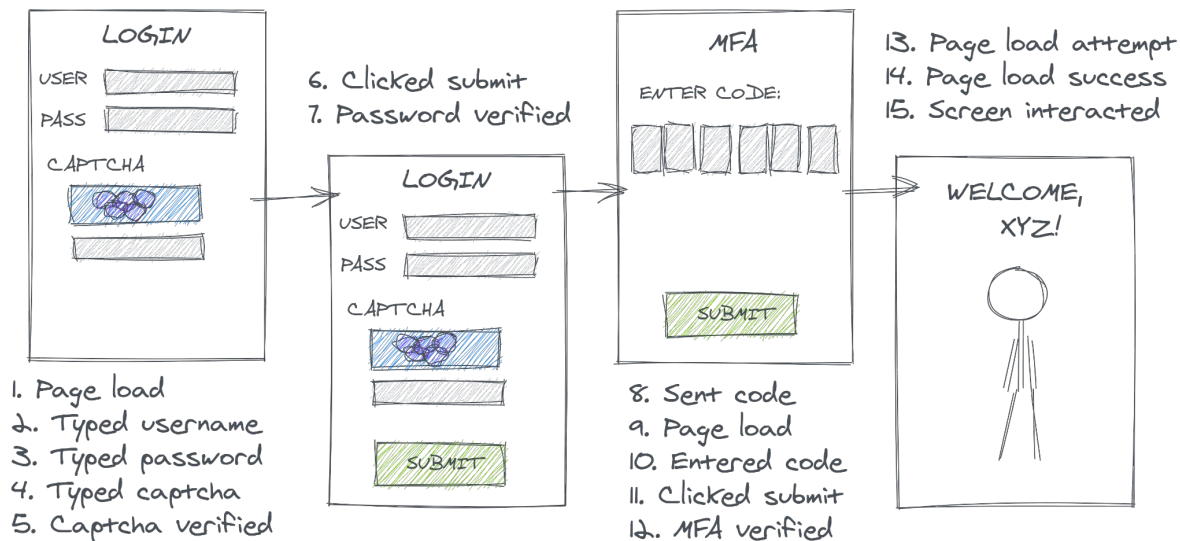 LOGIN
USER
PASS
CAPTCHA
1. Page load
2. Typed username
3. Typed password
4. Typed captcha
5. Captcha verified
6. Clicked submit
7. Password verified
LOGIN
USER
PASS
CAPTCHA
SUBMIT
MFA
ENTER CODE:
SUBMIT
8. Sent code
9. Page load
10. Entered code
11. Clicked submit
12. MFA verified
13. Page load attempt
14. Page load success
15. Screen interacted
WELCOME,
XYZ!